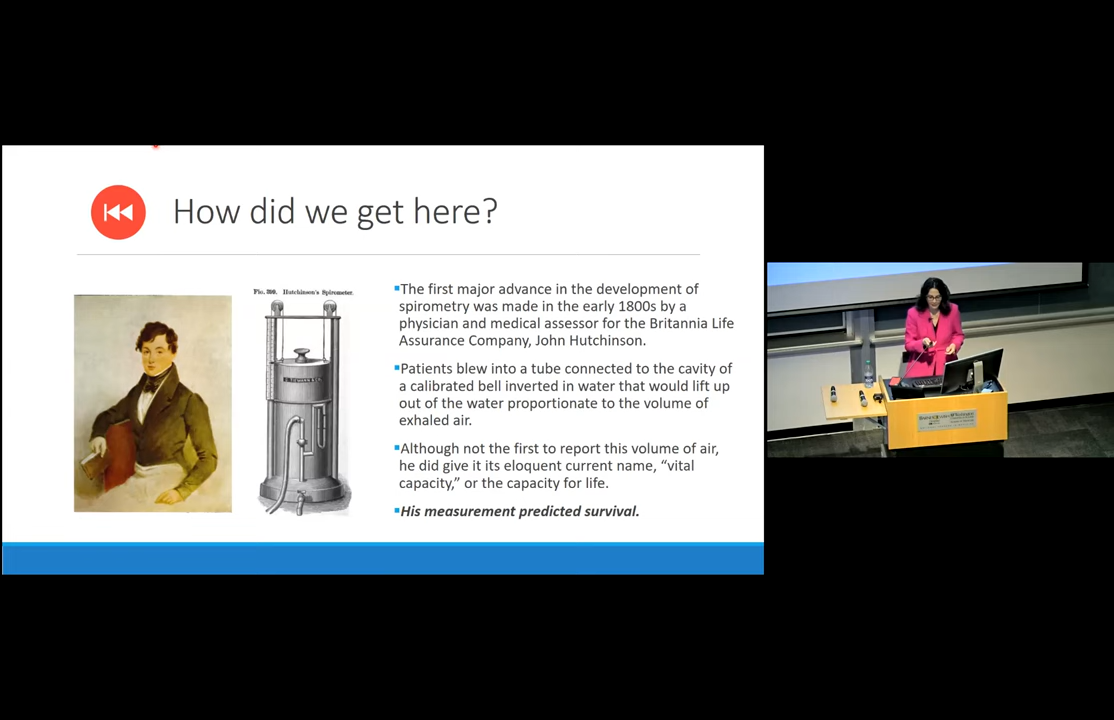 How did we get here?
Fig. 390. Hutchinson's Spirometer.
▪The first major advance in the development of
spirometry was made in the early 1800s by a
physician and medical assessor for the Britannia Life
Assurance Company, John Hutchinson.
▪Patients blew into a tube connected to the cavity of
a calibrated bell inverted in water that would lift up
out of the water proportionate to the volume of
exhaled air.
▪Although not the first to report this volume of air,
he did give it its eloquent current name, “vital
capacity,” or the capacity for life.
▪His measurement predicted survival.